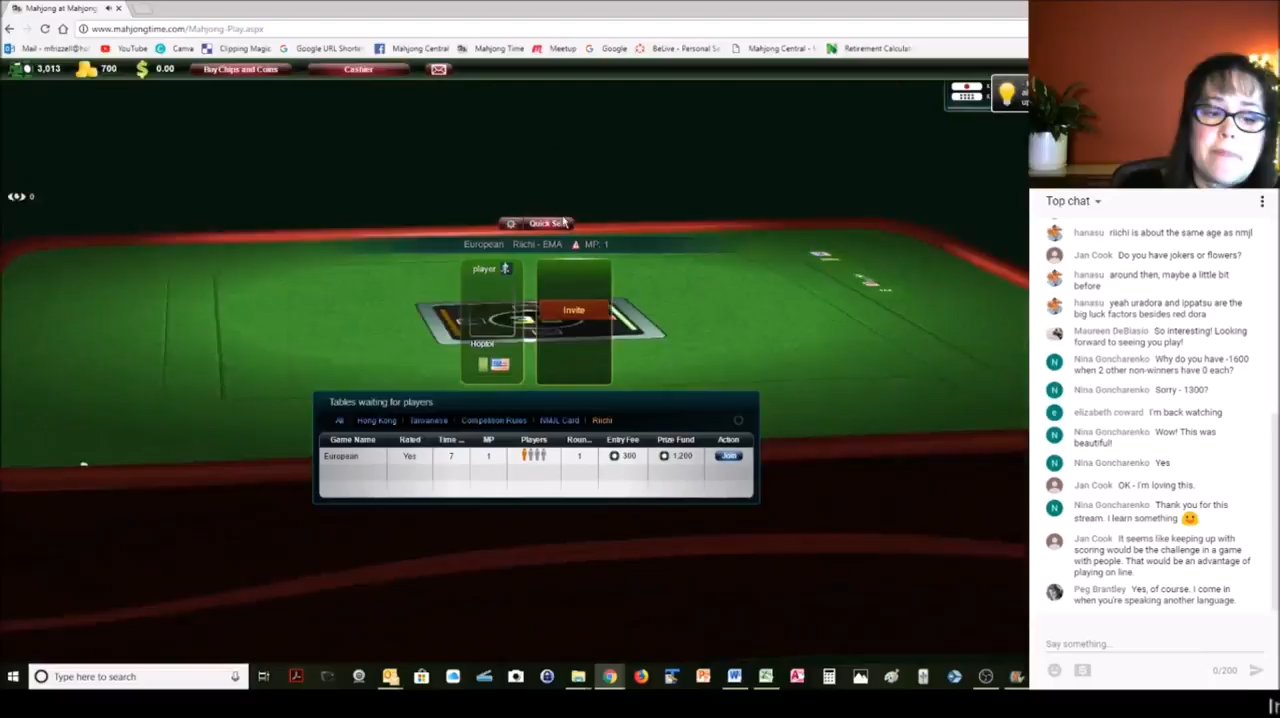 Mahjong at Mahjong
www.mahjongtime.com/Mahjong-Play.aspx
YouTube Canva Clipping Magic Google URL Shorte Mahjong Central Mahjong Time Meetup Google BeLive - Personal Se Mahjong Central - M Retirement Calculat
3,013 700 0.00 Buy Chips and Coins Cashier
0
Quick
European Riichi - EMA MP: 1
player
Invite
Tables waiting for players
All Hong Kong Taiwanese Competition Rules NMJL Card Riichi
Game Name Rated Time ... MP Players Roun... Entry Fee Prize Fund Action
European Yes 7 1 1 300 1,200 Join
Type here to search
Top chat
hanasu riichi is about the same age as nmjl
Jan Cook Do you have jokers or flowers?
hanasu around then, maybe a little bit
before
hanasu yeah uradora and ippatsu are the
big luck factors besides red dora
Maureen DeBiasio So interesting! Looking
forward to seeing you play!
Nina Goncharenko Why do you have -1600
when 2 other non-winners have 0 each?
Nina Goncharenko Sorry - 1300?
elizabeth coward I'm back watching
Nina Goncharenko Wow! This was
beautiful!
Nina Goncharenko Yes
Jan Cook OK - I'm loving this.
Nina Goncharenko Thank you for this
stream. I learn something
Jan Cook It seems like keeping up with
scoring would be the challenge in a game
with people. That would be an advantage of
playing on line.
Peg Brantley Yes, of course. I come in
when you're speaking another language.
Say something...
0/200